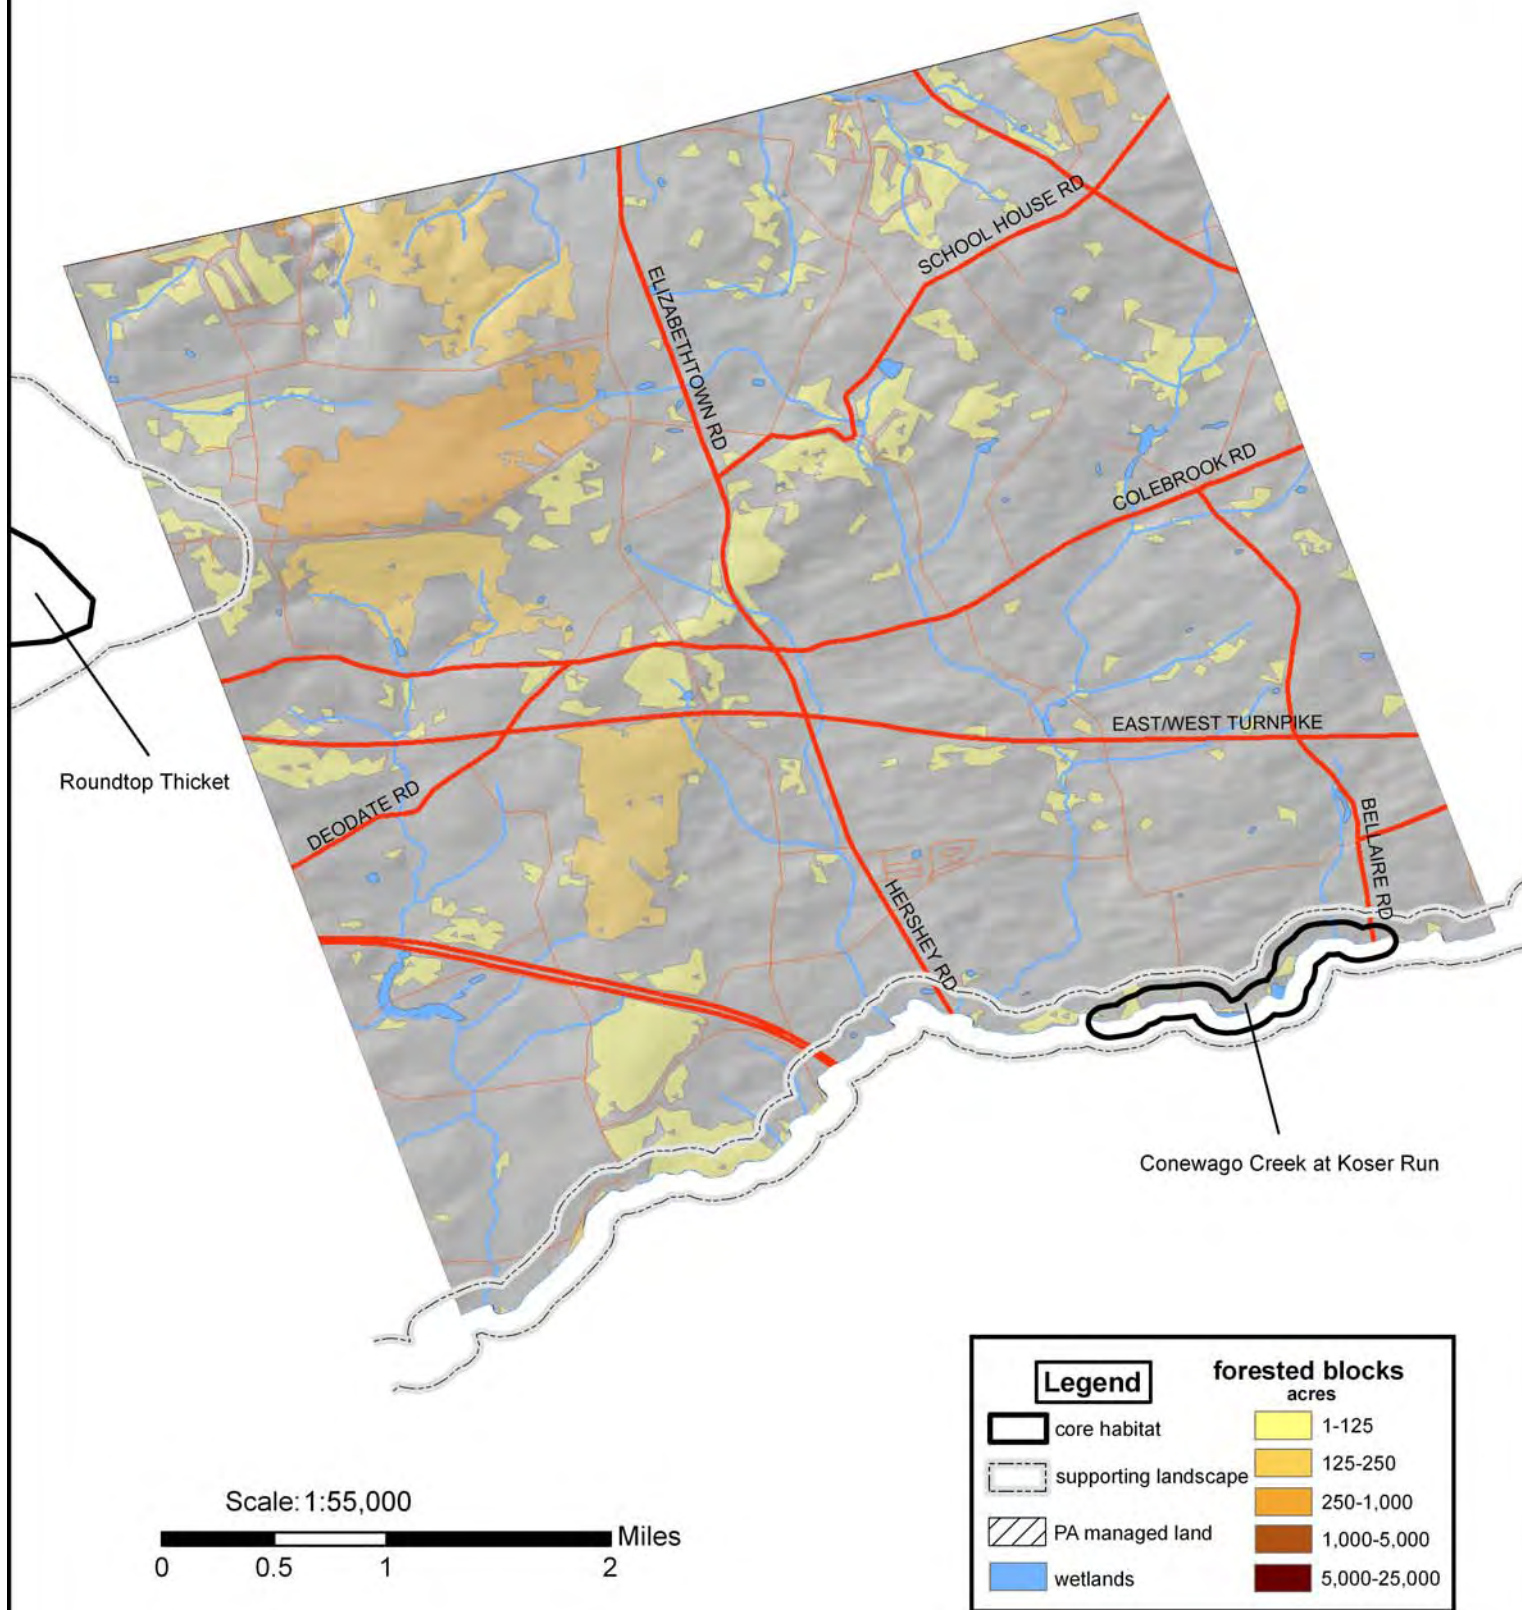 SCHOOL HOUSE RD
ELIZABETHTOWN RD
COLEBROOK RD
EAST/WEST TURNPIKE
Roundtop Thicket
DEODATE RD
BELLAIRE RD
HERSHEY RD
Conewago Creek at Koser Run
Legend
core habitat
supporting landscape
PA managed land
wetlands
forested blocks
acres
1-125
125-250
250-1,000
1,000-5,000
5,000-25,000
Scale: 1:55,000
Miles
0 0.5 1 2